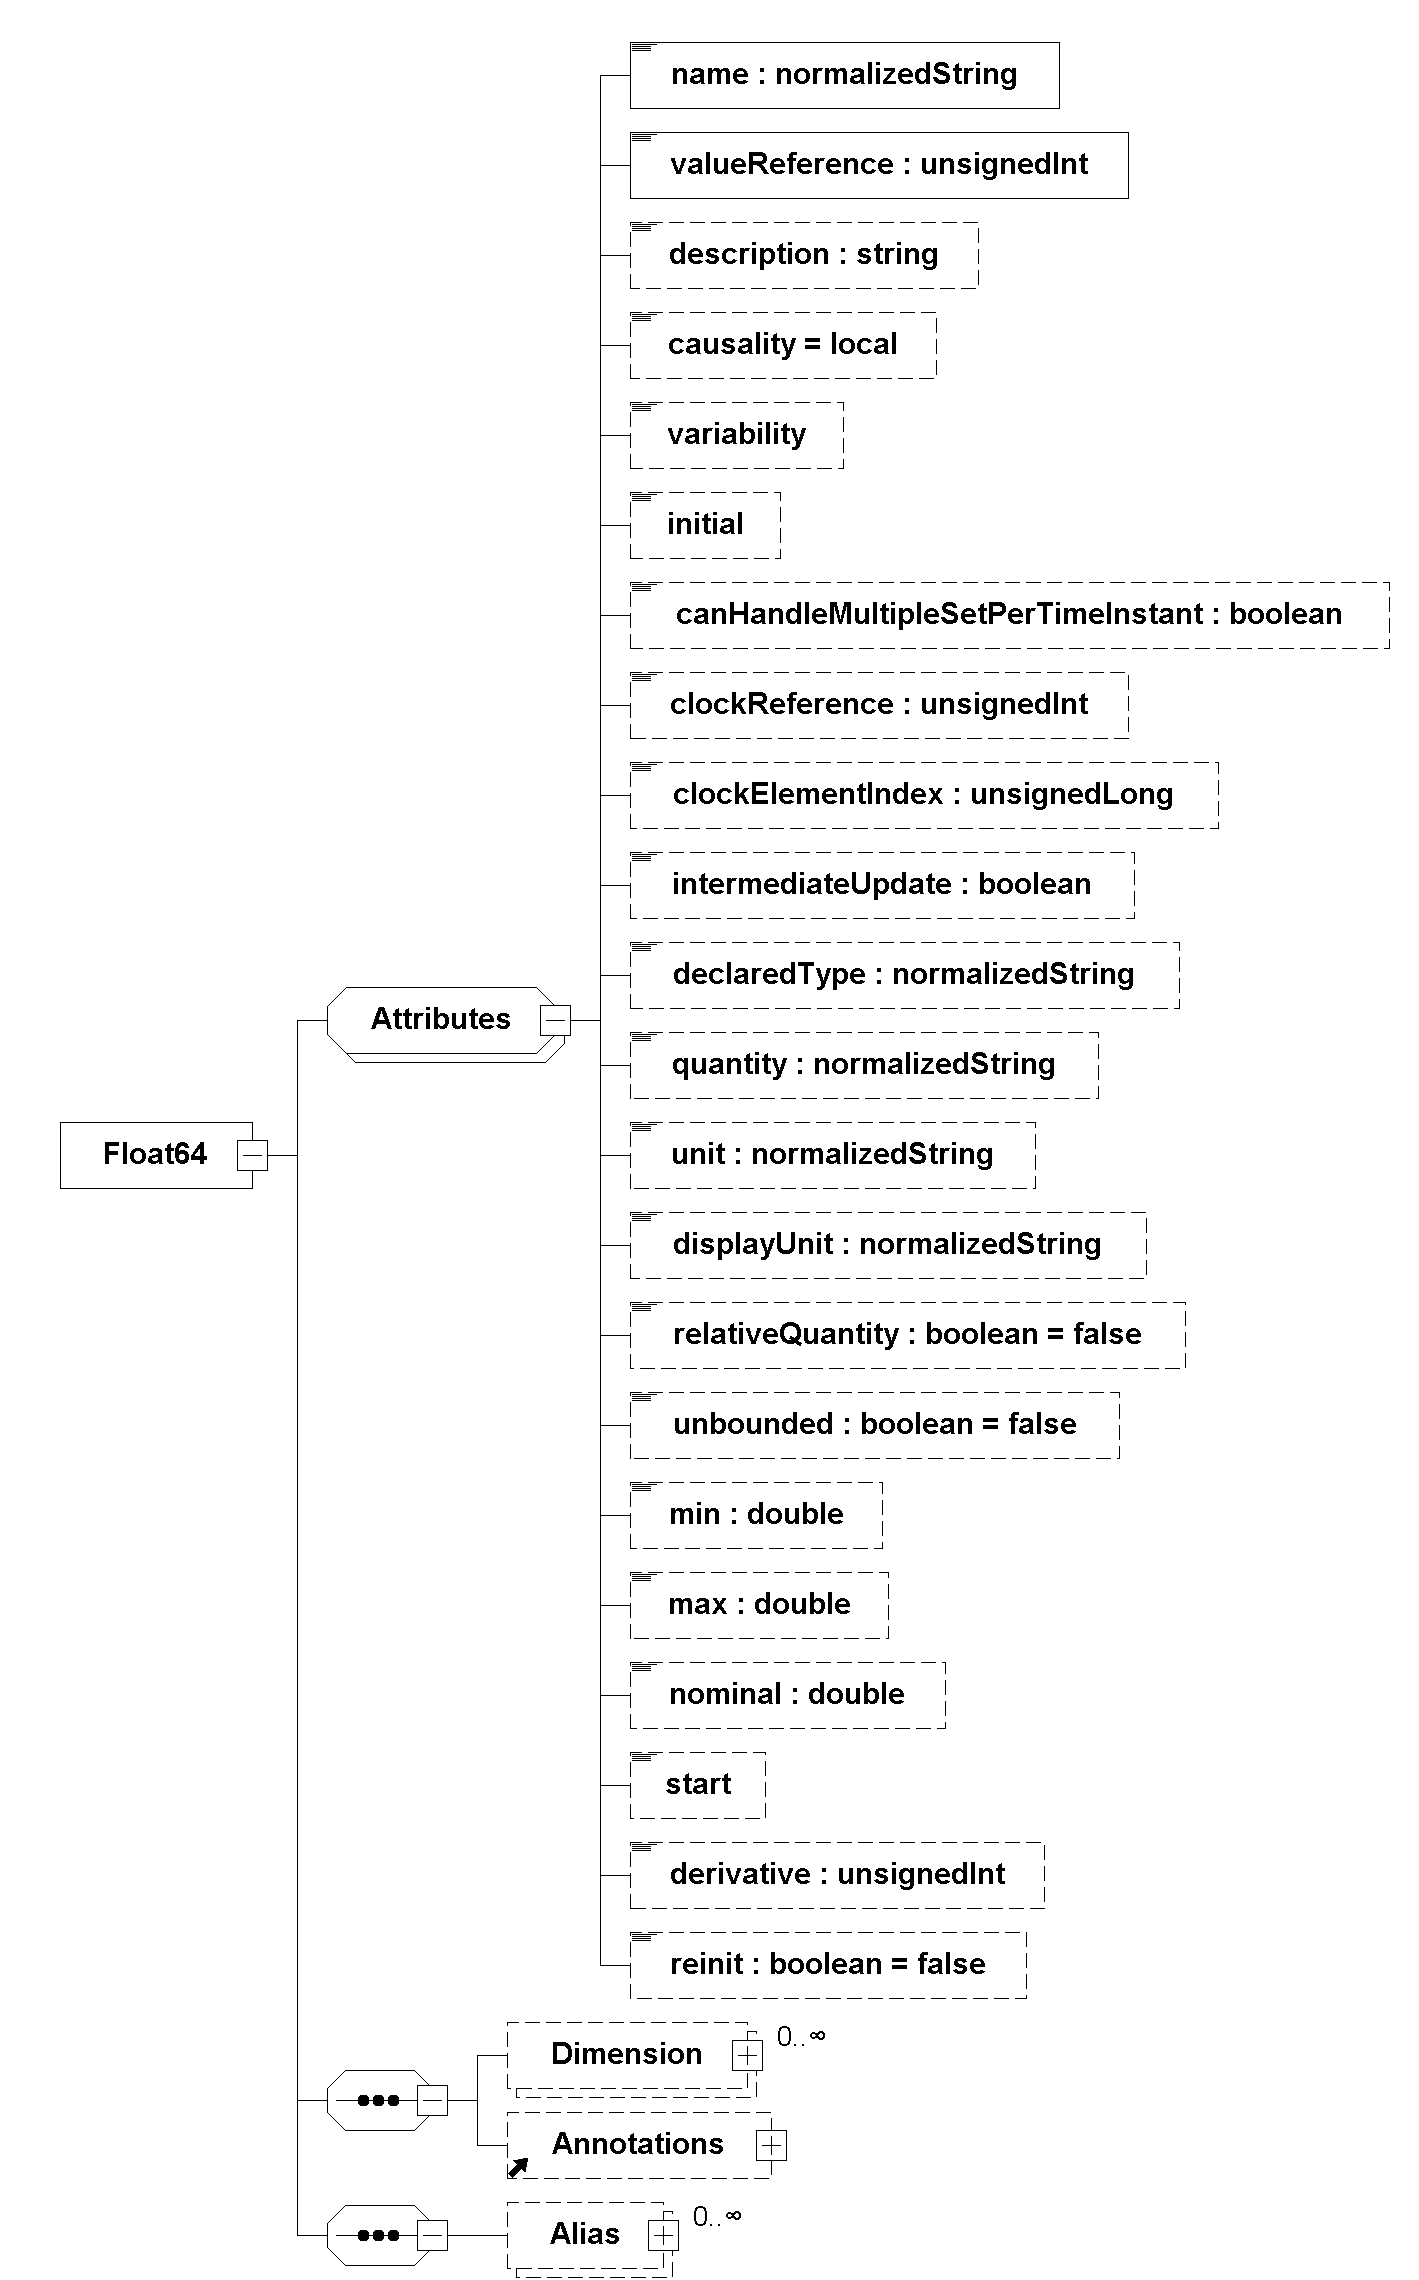 name : normalizedString
valueReference : unsignedInt
description : string
causality = local
variability
initial
canHandleMultipleSetPerTimeInstant : boolean
clockReference : unsignedInt
clockElementIndex : unsignedLong
intermediateUpdate : boolean
declaredType : normalizedString
Attributes
quantity : normalizedString
Float64
unit : normalizedString
displayUnit : normalizedString
relativeQuantity : boolean = false
unbounded : boolean = false
min : double
max : double
nominal : double
start
derivative : unsignedInt
reinit : boolean = false
Dimension
0..∞
Annotations
Alias
0..∞